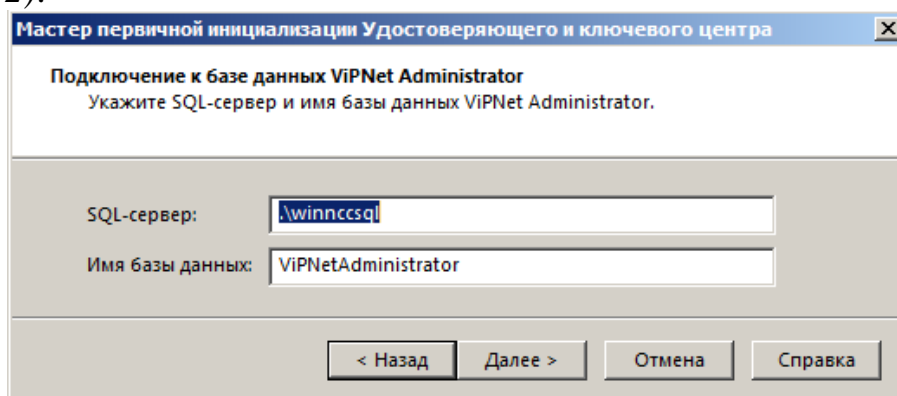 2).
Мастер первичной инициализации Удостоверяющего и ключевого центра
Подключение к базе данных ViPNet Administrator
Укажите SQL-сервер и имя базы данных ViPNet Administrator.
SQL-сервер: .\winnccsql
Имя базы данных: ViPNetAdministrator
< Назад Далее > Отмена Справка